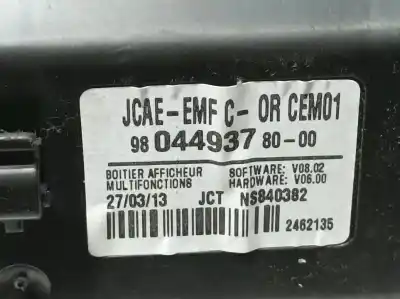 JCAE-EMF C- OR CEM01
98 044937 80-00
BOITIER AFFICHEUR SOFTWARE: V08.02
MULTIFONCTIONS HARDWARE: V06.00
27/03/13 JCT NS840382
2462135